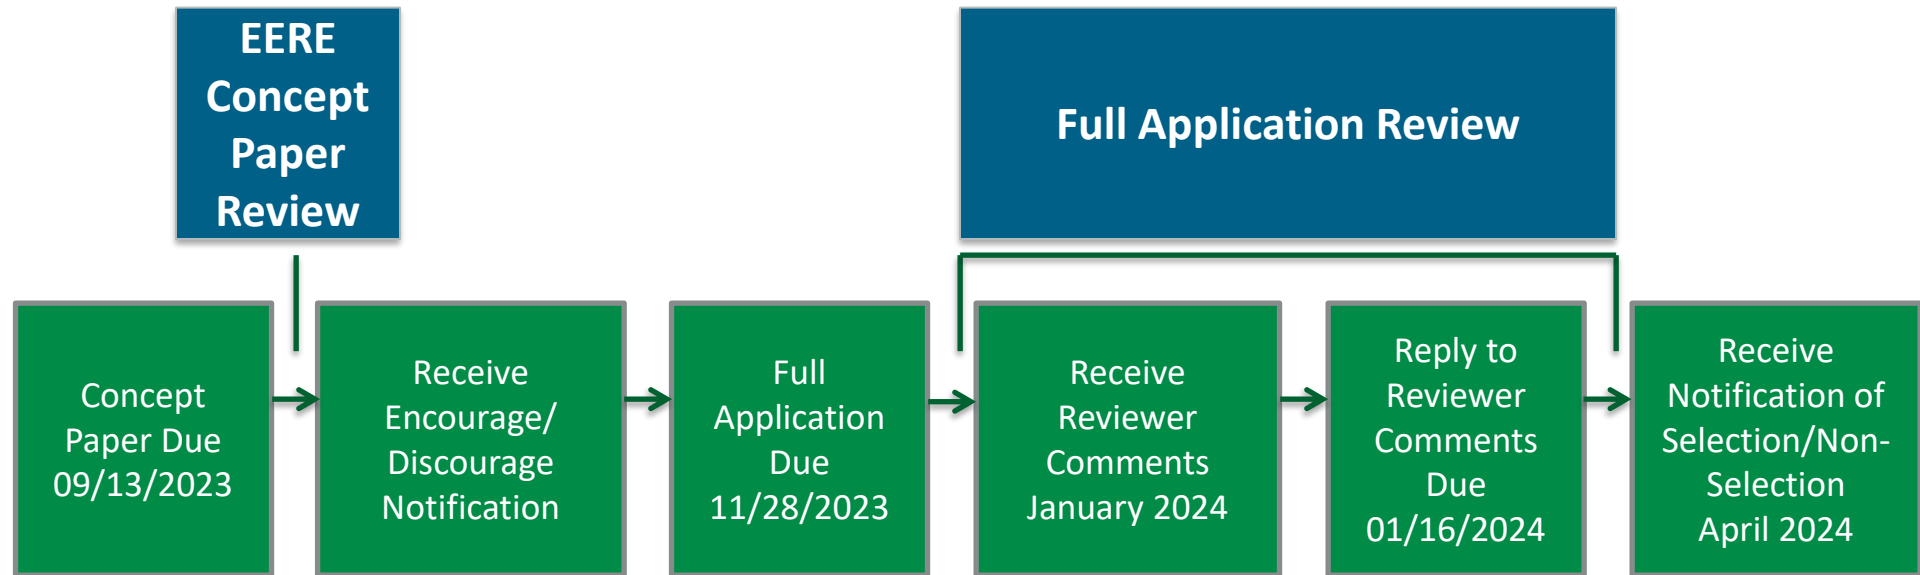 EERE
Concept
Paper
Review
Full Application Review
Concept
Paper Due
09/13/2023
Receive
Encourage/
Discourage
Notification
Full
Application
Due
11/28/2023
Receive
Reviewer
Comments
January 2024
Reply to
Reviewer
Comments
Due
01/16/2024
Receive
Notification of
Selection/Non-
Selection
April 2024